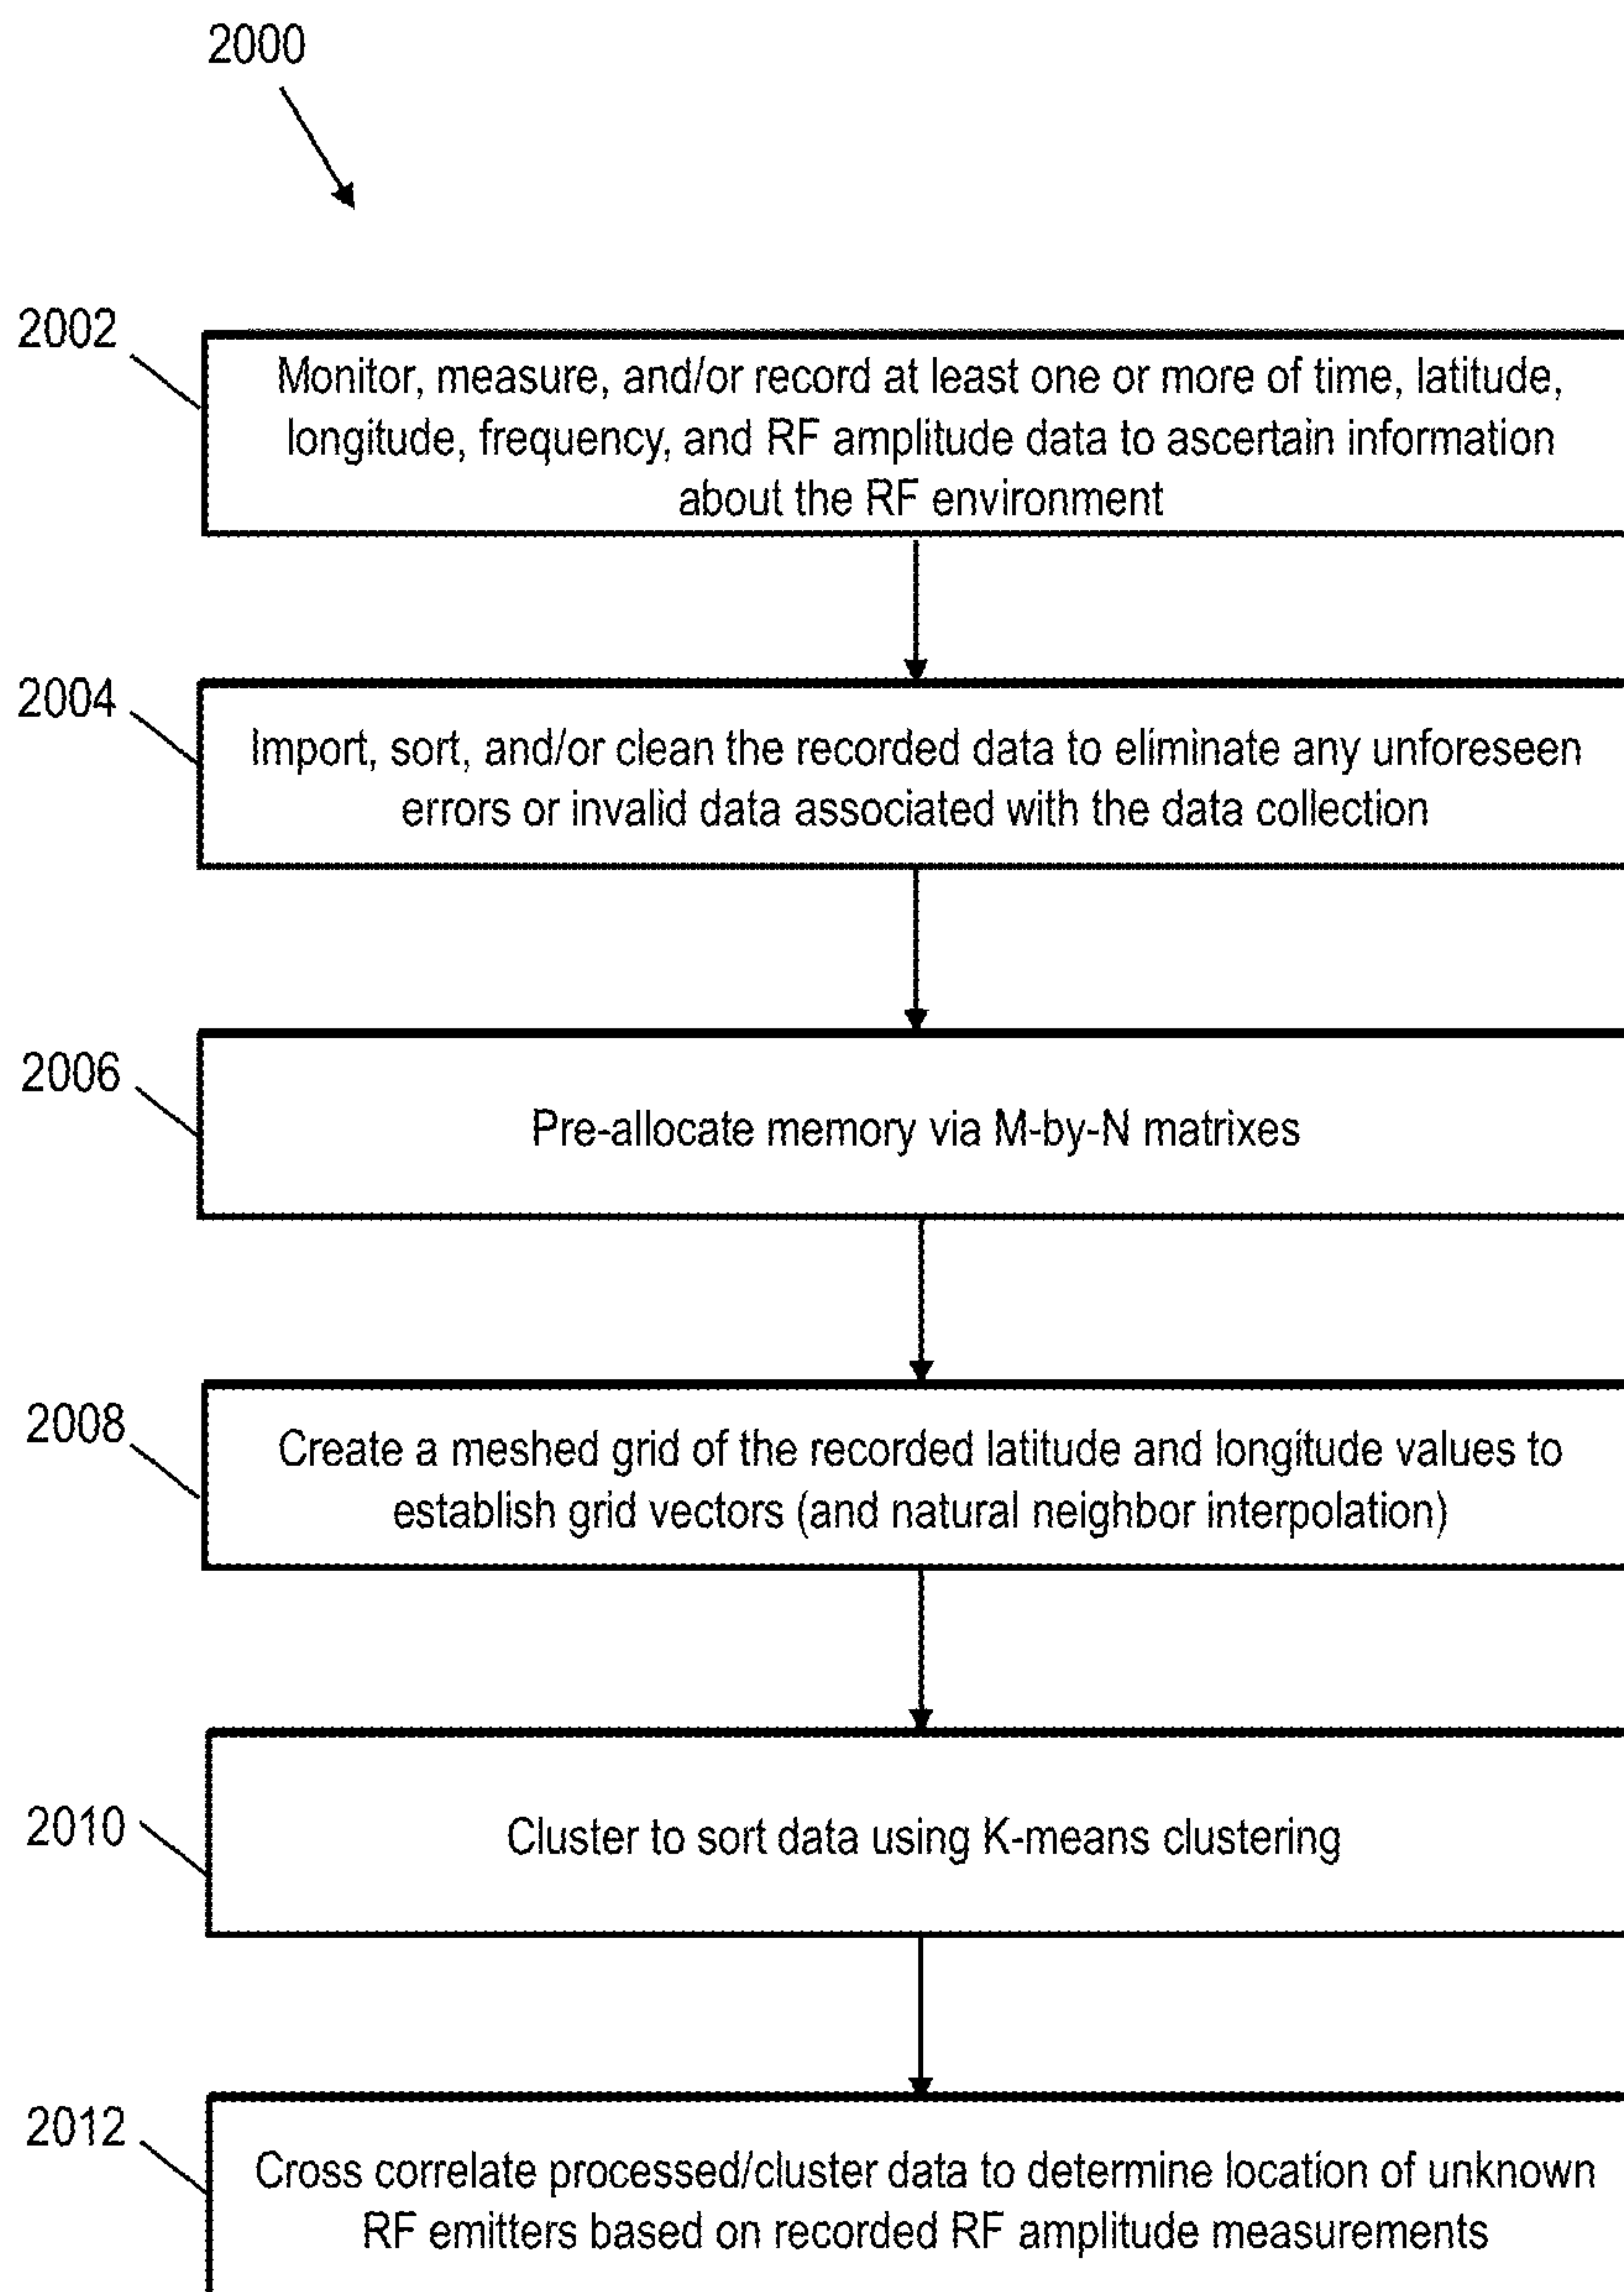 2000
2002
Monitor, measure, and/or record at least one or more of time, latitude,
longitude, frequency, and RF amplitude data to ascertain information
about the RF environment
2004
Import, sort, and/or clean the recorded data to eliminate any unforeseen
errors or invalid data associated with the data collection
2006
Pre-allocate memory via M-by-N matrixes
2008
Create a meshed grid of the recorded latitude and longitude values to
establish grid vectors (and natural neighbor interpolation)
2010
Cluster to sort data using K-means clustering
2012
Cross correlate processed/cluster data to determine location of unknown
RF emitters based on recorded RF amplitude measurements